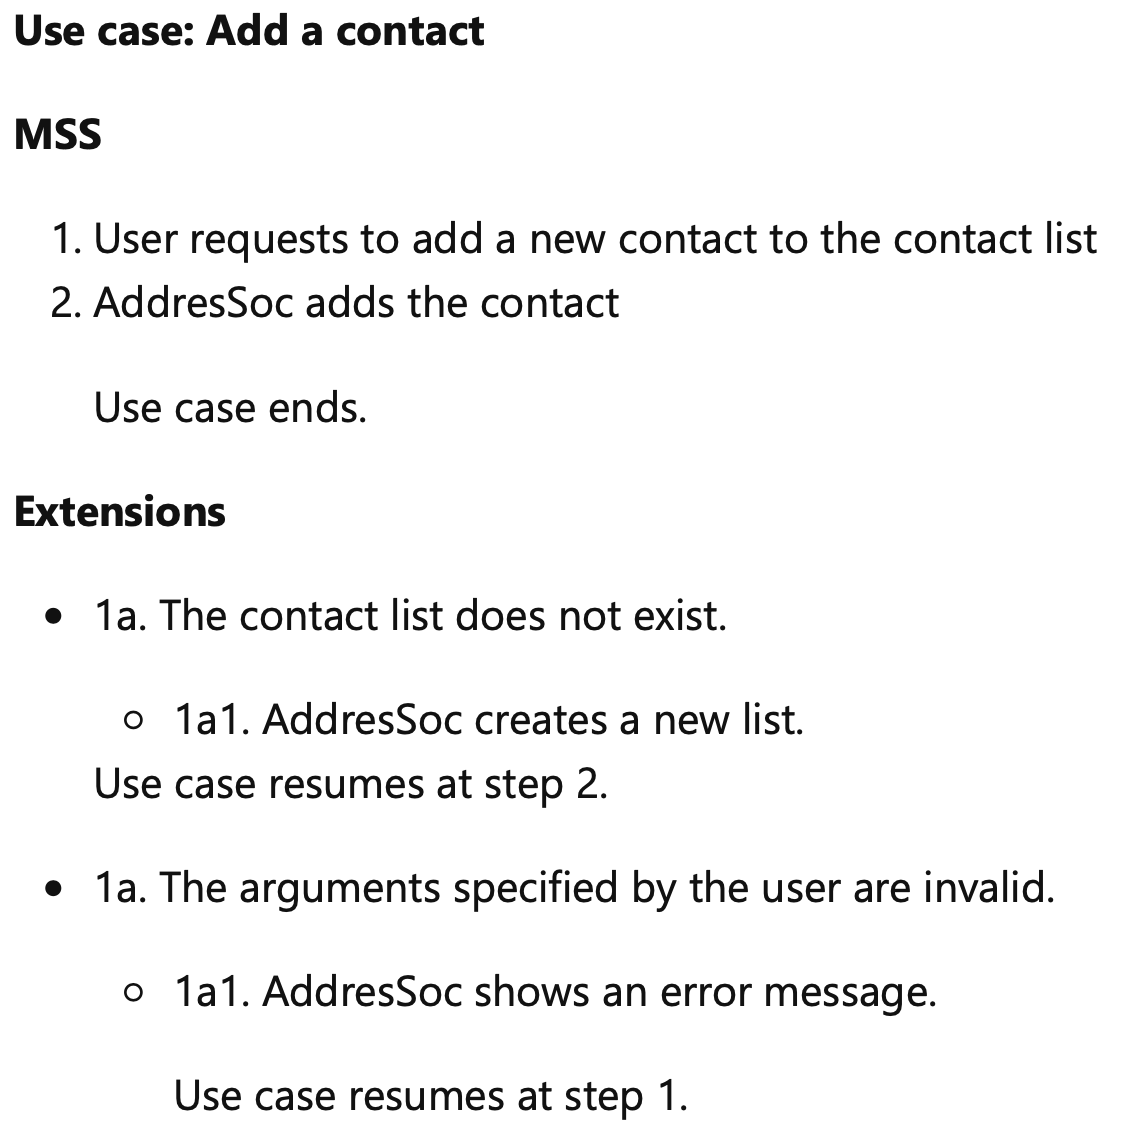 Use case: Add a contact
MSS
1. User requests to add a new contact to the contact list
2. AddresSoc adds the contact
Use case ends.
Extensions
• 1a. The contact list does not exist.
○ 1a1. AddresSoc creates a new list.
Use case resumes at step 2.
• 1a. The arguments specified by the user are invalid.
○ 1a1. AddresSoc shows an error message.
Use case resumes at step 1.